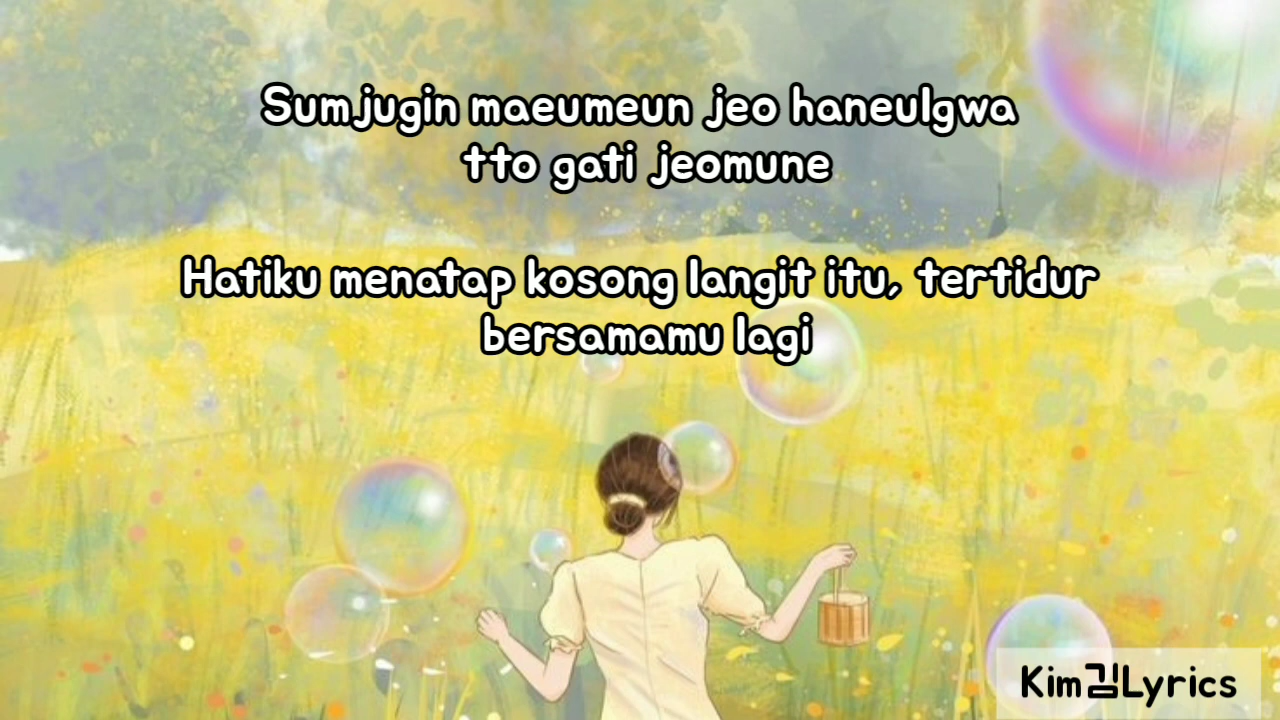 Sumjugin maeumeun jeo haneulgwa
tto gati jeomune
Hatiku menatap kosong langit itu, tertidur
bersamamu lagi
Kim김Lyrics